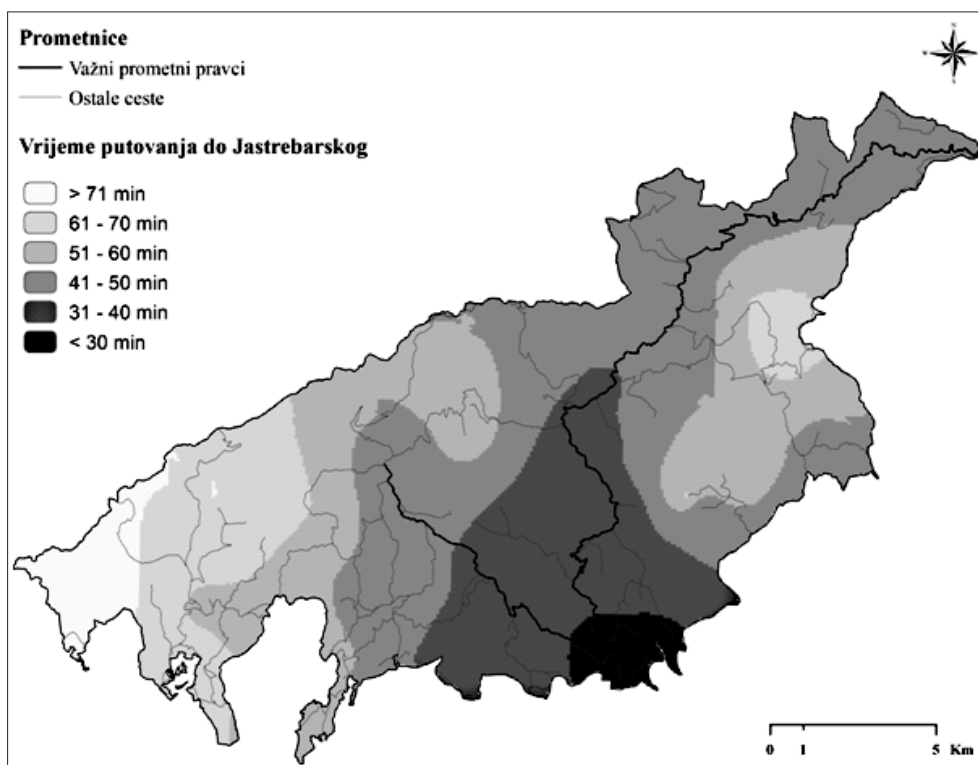 Prometnice
Važni prometni pravci
Ostale ceste
Vrijeme putovanja do Jastrebarskog
> 71 min
61 - 70 min
51 - 60 min
41 - 50 min
31 - 40 min
< 30 min
0 1 5 Km